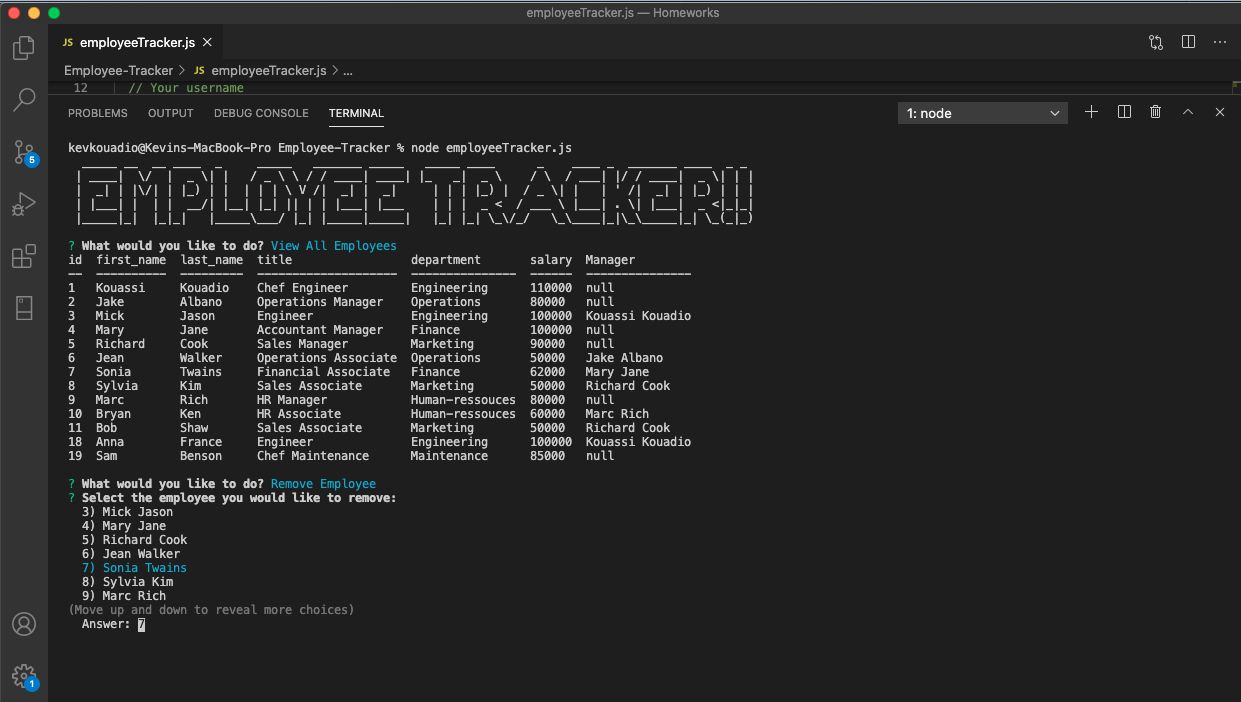 employeeTracker.js — Homeworks
JS employeeTracker.js ×
Employee-Tracker > JS employeeTracker.js > ...
12 // Your username
PROBLEMS OUTPUT DEBUG CONSOLE TERMINAL 1: node
kevkouadio@Kevins-MacBook-Pro Employee-Tracker % node employeeTracker.js
EMPLOYEE TRACKER!!
? What would you like to do? View All Employees
id first_name last_name title department salary Manager
-- ---------- --------- -------------------- --------------- ------ ---------------
1 Kouassi Kouadio Chef Engineer Engineering 110000 null
2 Jake Albano Operations Manager Operations 80000 null
3 Mick Jason Engineer Engineering 100000 Kouassi Kouadio
4 Mary Jane Accountant Manager Finance 100000 null
5 Richard Cook Sales Manager Marketing 90000 null
6 Jean Walker Operations Associate Operations 50000 Jake Albano
7 Sonia Twains Financial Associate Finance 62000 Mary Jane
8 Sylvia Kim Sales Associate Marketing 50000 Richard Cook
9 Marc Rich HR Manager Human-ressouces 80000 null
10 Bryan Ken HR Associate Human-ressouces 60000 Marc Rich
11 Bob Shaw Sales Associate Marketing 50000 Richard Cook
18 Anna France Engineer Engineering 100000 Kouassi Kouadio
19 Sam Benson Chef Maintenance Maintenance 85000 null
? What would you like to do? Remove Employee
? Select the employee you would like to remove:
3) Mick Jason
4) Mary Jane
5) Richard Cook
6) Jean Walker
7) Sonia Twains
8) Sylvia Kim
9) Marc Rich
(Move up and down to reveal more choices)
Answer: 7
5
1